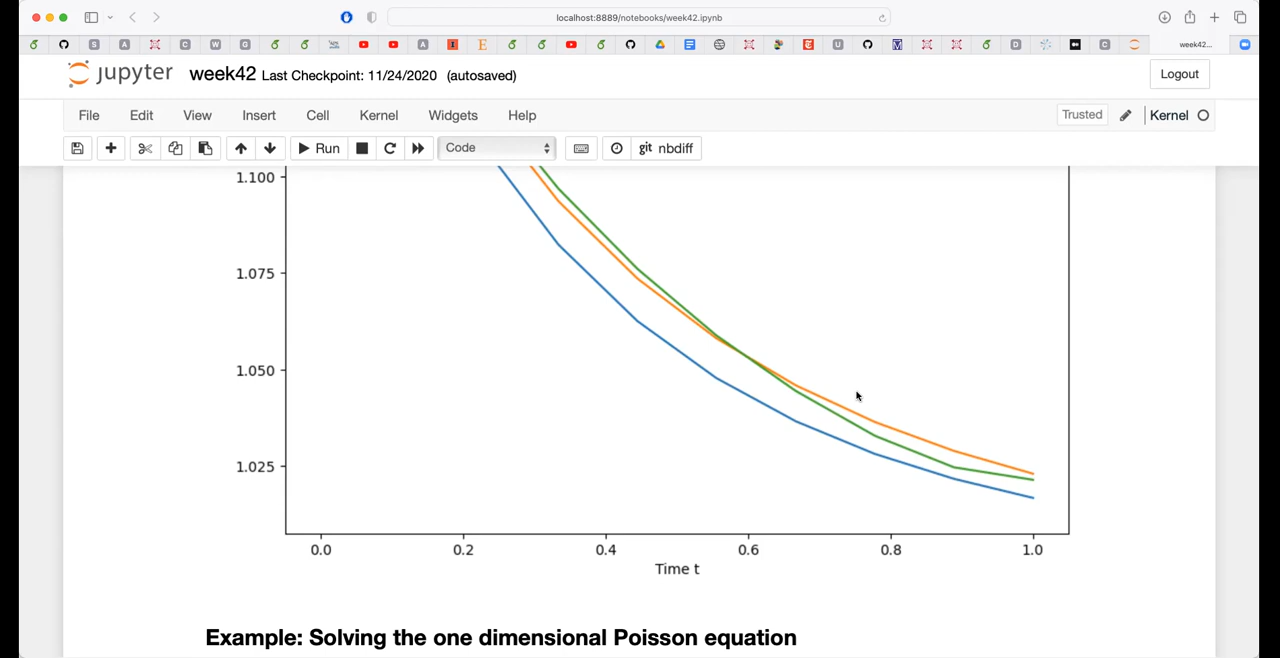 localhost:8889/notebooks/week42.ipynb
week42...
jupyter week42 Last Checkpoint: 11/24/2020 (autosaved)
Logout
File Edit View Insert Cell Kernel Widgets Help
Trusted Kernel
Run Code git nbdiff
1.100
1.075
1.050
1.025
0.0 0.2 0.4 0.6 0.8 1.0
Time t
Example: Solving the one dimensional Poisson equation